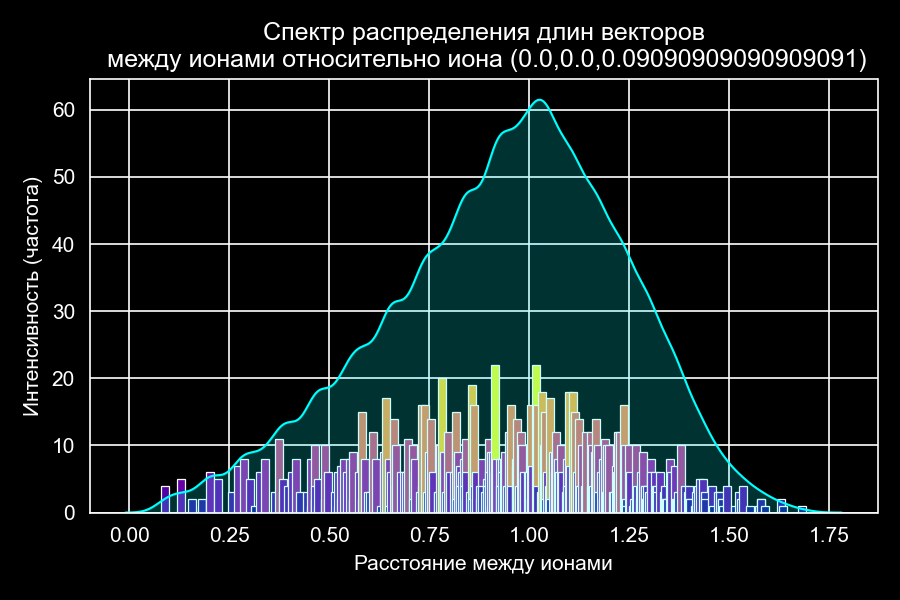 Спектр распределения длин векторов
между ионами относительно иона (0.0,0.0,0.09090909090909091)
Интенсивность (частота)
60
50
40
30
20
10
0
0.00 0.25 0.50 0.75 1.00 1.25 1.50 1.75
Расстояние между ионами